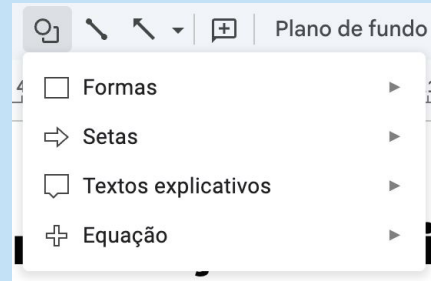 Plano de fundo
Formas
Setas
Textos explicativos
Equação